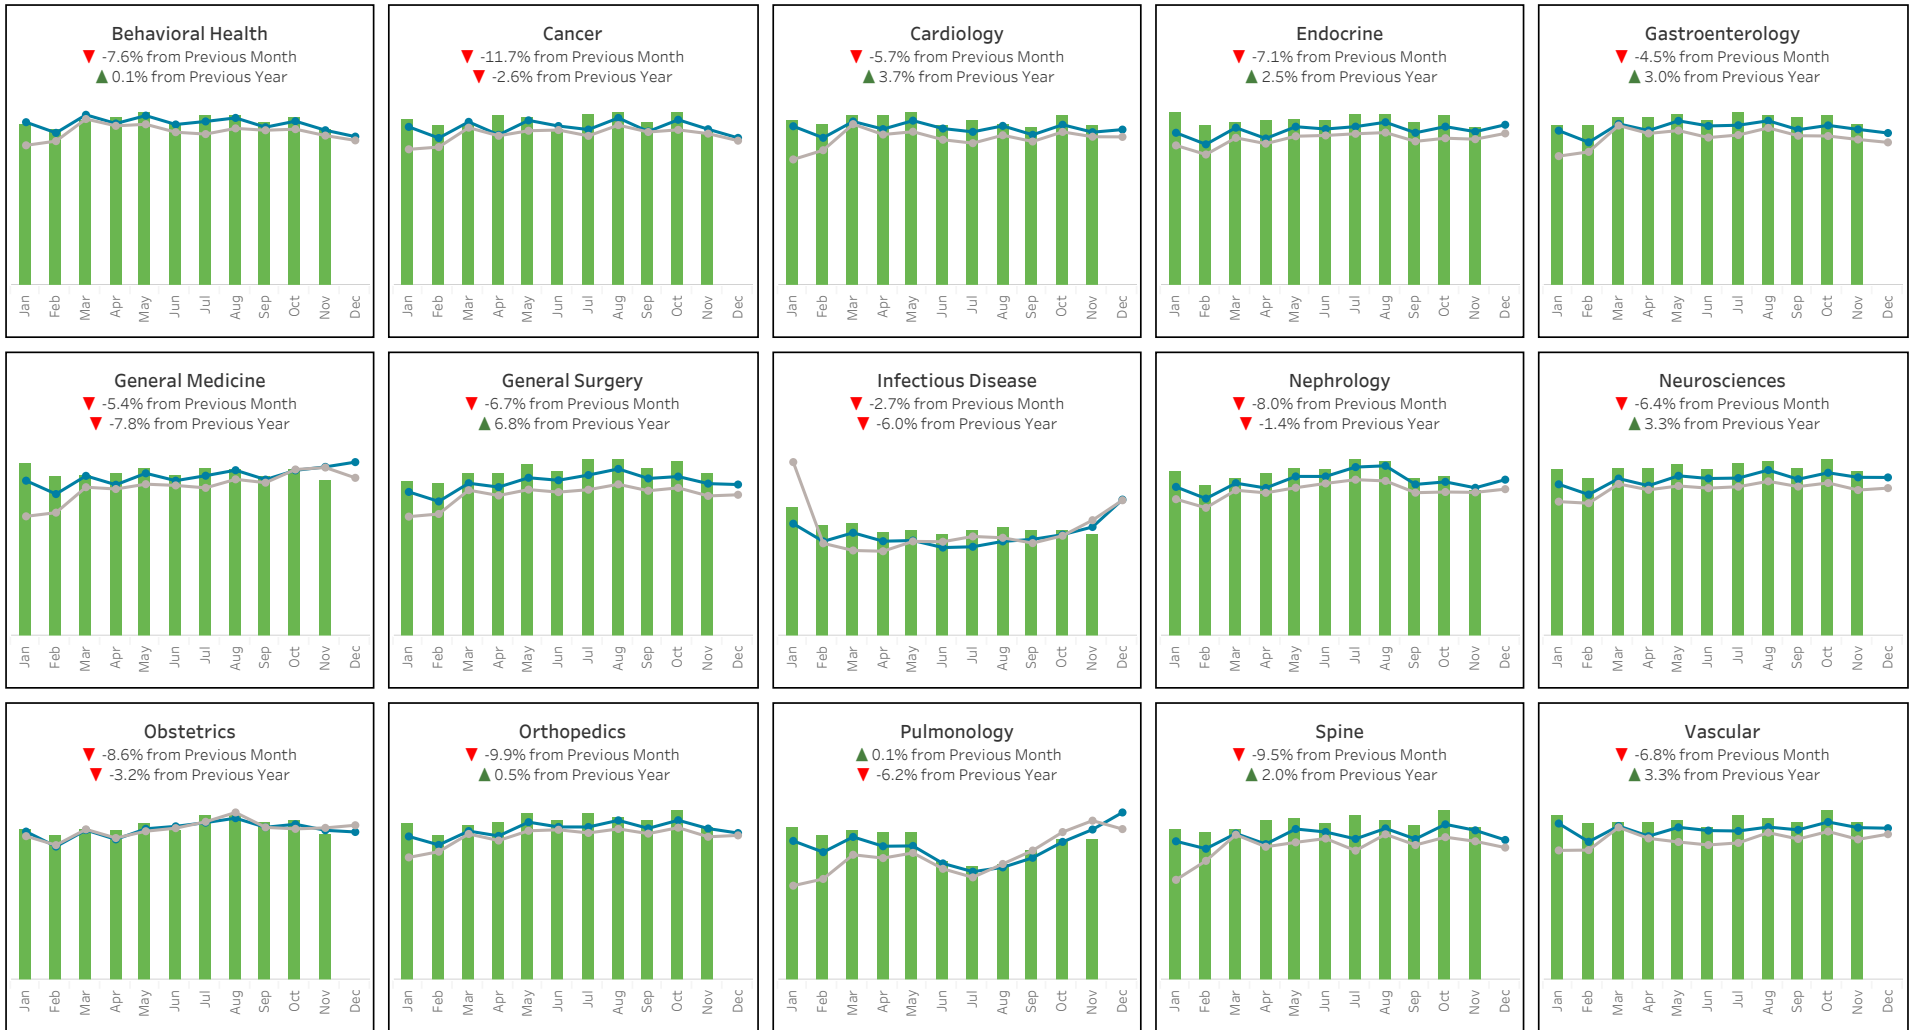 Behavioral Health
▼ -7.6% from Previous Month
▲ 0.1% from Previous Year
Jan Feb Mar Apr May Jun Jul Aug Sep Oct Nov Dec
Cancer
▼ -11.7% from Previous Month
▼ -2.6% from Previous Year
Jan Feb Mar Apr May Jun Jul Aug Sep Oct Nov Dec
Cardiology
▼ -5.7% from Previous Month
▲ 3.7% from Previous Year
Jan Feb Mar Apr May Jun Jul Aug Sep Oct Nov Dec
Endocrine
▼ -7.1% from Previous Month
▲ 2.5% from Previous Year
Jan Feb Mar Apr May Jun Jul Aug Sep Oct Nov Dec
Gastroenterology
▼ -4.5% from Previous Month
▲ 3.0% from Previous Year
Jan Feb Mar Apr May Jun Jul Aug Sep Oct Nov Dec
General Medicine
▼ -5.4% from Previous Month
▼ -7.8% from Previous Year
Jan Feb Mar Apr May Jun Jul Aug Sep Oct Nov Dec
General Surgery
▼ -6.7% from Previous Month
▲ 6.8% from Previous Year
Jan Feb Mar Apr May Jun Jul Aug Sep Oct Nov Dec
Infectious Disease
▼ -2.7% from Previous Month
▼ -6.0% from Previous Year
Jan Feb Mar Apr May Jun Jul Aug Sep Oct Nov Dec
Nephrology
▼ -8.0% from Previous Month
▼ -1.4% from Previous Year
Jan Feb Mar Apr May Jun Jul Aug Sep Oct Nov Dec
Neurosciences
▼ -6.4% from Previous Month
▲ 3.3% from Previous Year
Jan Feb Mar Apr May Jun Jul Aug Sep Oct Nov Dec
Obstetrics
▼ -8.6% from Previous Month
▼ -3.2% from Previous Year
Jan Feb Mar Apr May Jun Jul Aug Sep Oct Nov Dec
Orthopedics
▼ -9.9% from Previous Month
▲ 0.5% from Previous Year
Jan Feb Mar Apr May Jun Jul Aug Sep Oct Nov Dec
Pulmonology
▲ 0.1% from Previous Month
▼ -6.2% from Previous Year
Jan Feb Mar Apr May Jun Jul Aug Sep Oct Nov Dec
Spine
▼ -9.5% from Previous Month
▲ 2.0% from Previous Year
Jan Feb Mar Apr May Jun Jul Aug Sep Oct Nov Dec
Vascular
▼ -6.8% from Previous Month
▲ 3.3% from Previous Year
Jan Feb Mar Apr May Jun Jul Aug Sep Oct Nov Dec